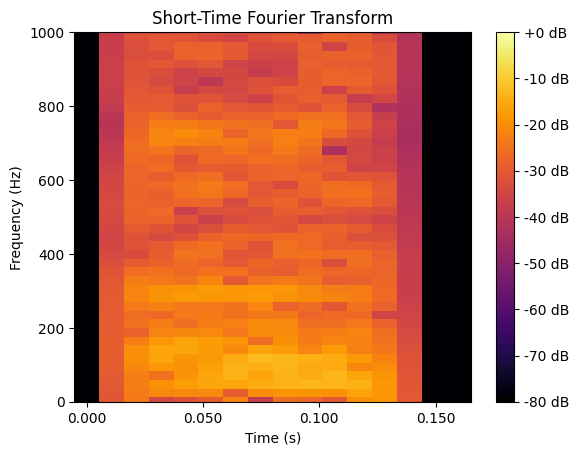 Short-Time Fourier Transform
1000
800
600
400
200
0
Frequency (Hz)
0.000
0.050
0.100
0.150
Time (s)
+0 dB
-10 dB
-20 dB
-30 dB
-40 dB
-50 dB
-60 dB
-70 dB
-80 dB